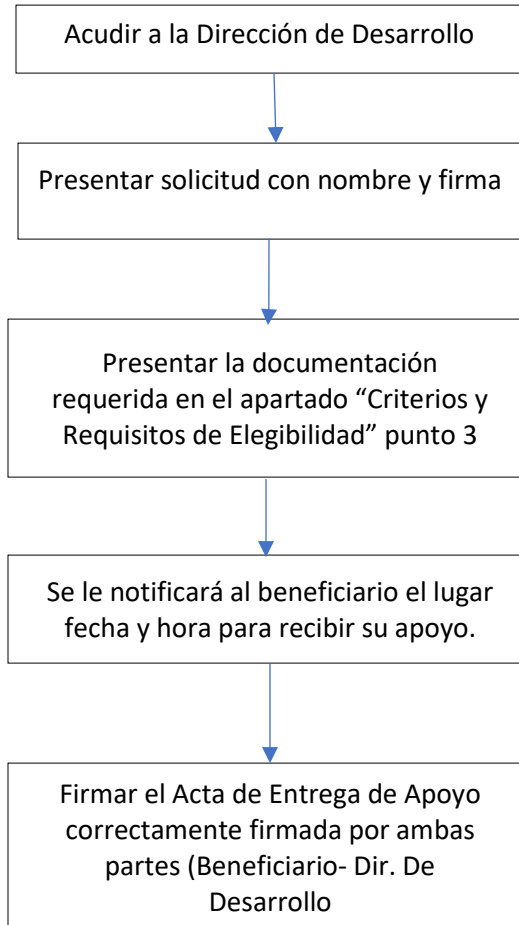 Acudir a la Dirección de Desarrollo
Presentar solicitud con nombre y firma
Presentar la documentación
requerida en el apartado “Criterios y
Requisitos de Elegibilidad” punto 3
Se le notificará al beneficiario el lugar
fecha y hora para recibir su apoyo.
Firmar el Acta de Entrega de Apoyo
correctamente firmada por ambas
partes (Beneficiario- Dir. De
Desarrollo